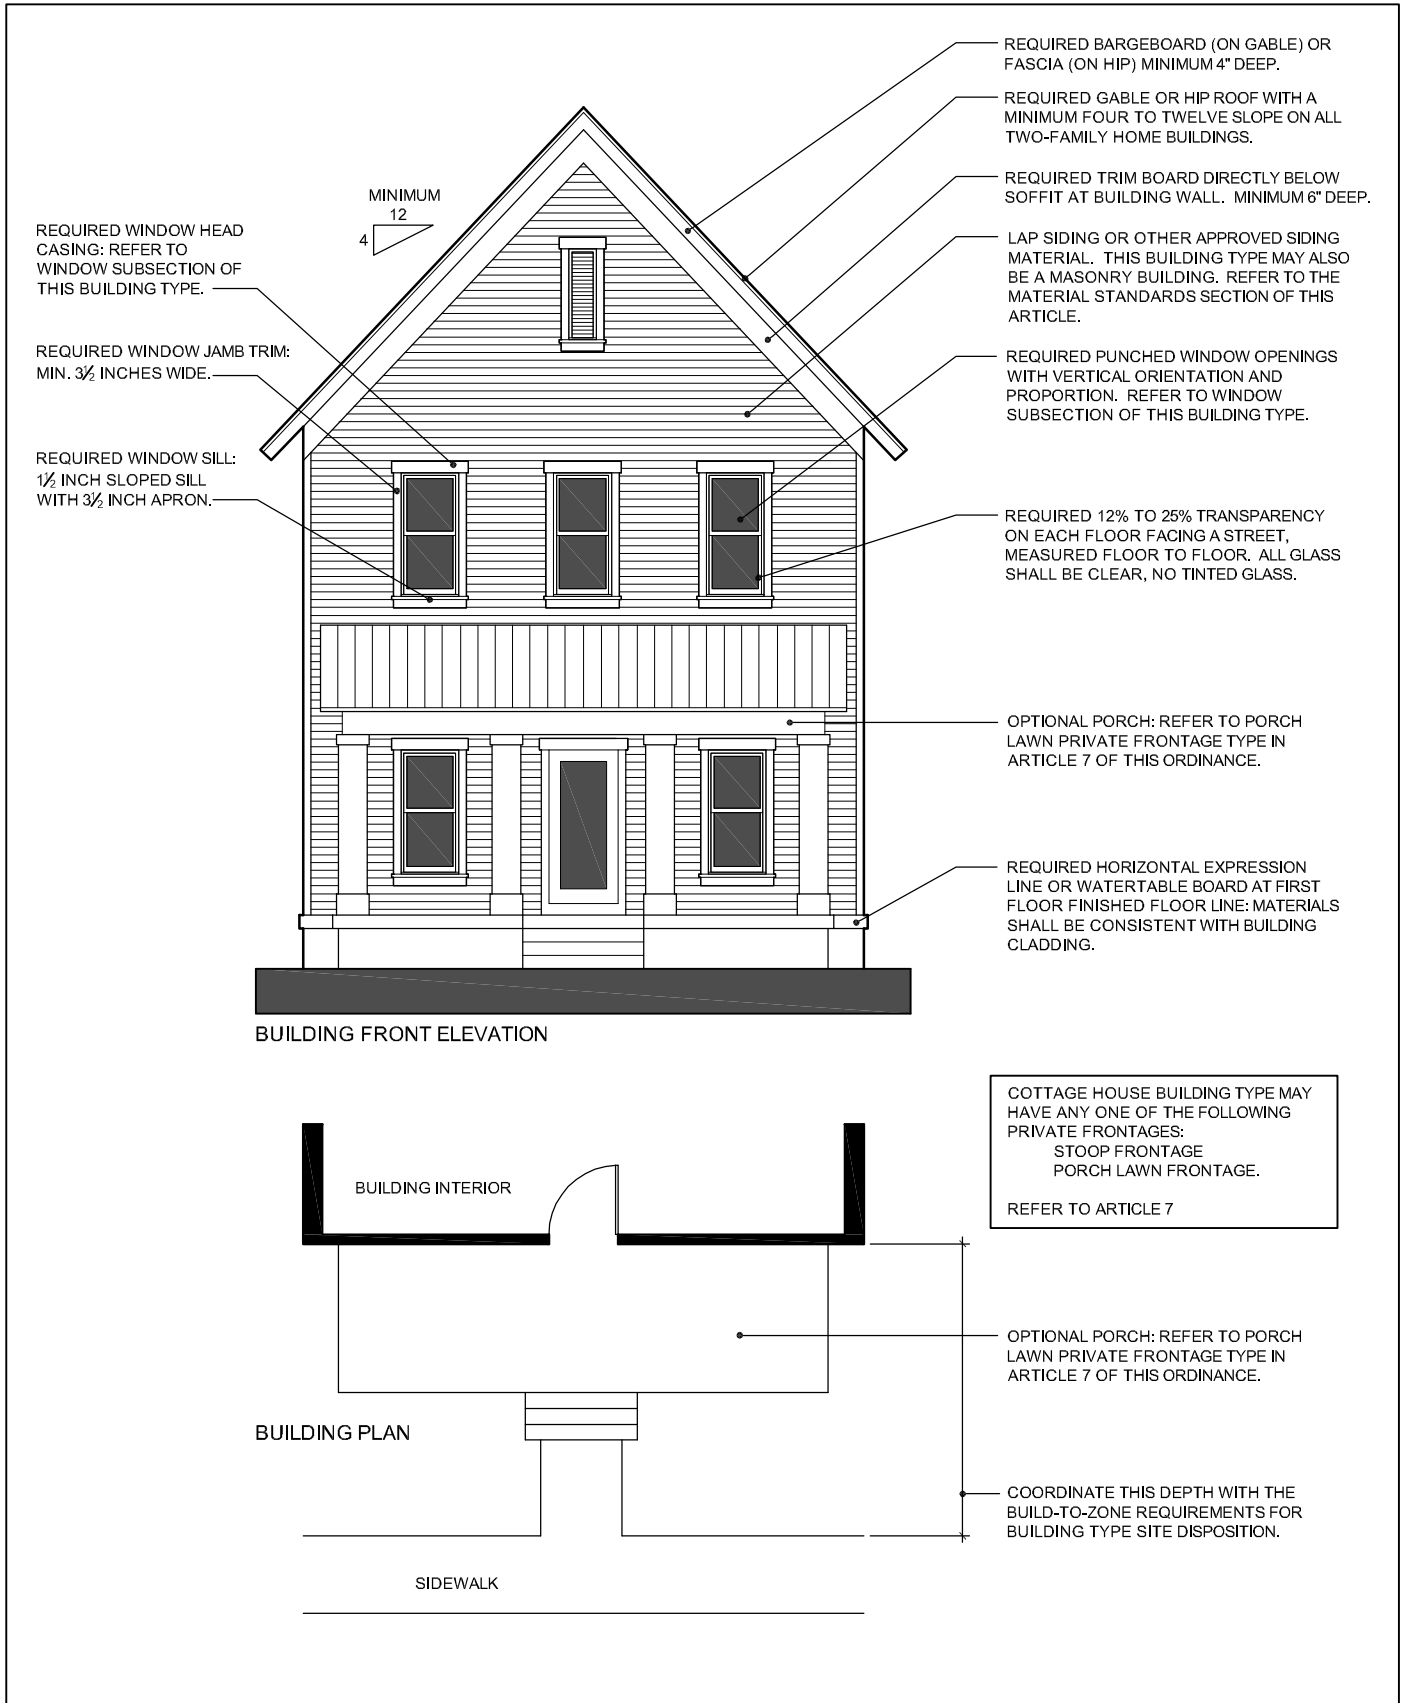 REQUIRED BARGEBOARD (ON GABLE) OR
FASCIA (ON HIP) MINIMUM 4" DEEP.
REQUIRED GABLE OR HIP ROOF WITH A
MINIMUM FOUR TO TWELVE SLOPE ON ALL
TWO-FAMILY HOME BUILDINGS.
REQUIRED TRIM BOARD DIRECTLY BELOW
SOFFIT AT BUILDING WALL. MINIMUM 6" DEEP.
LAP SIDING OR OTHER APPROVED SIDING
MATERIAL. THIS BUILDING TYPE MAY ALSO
BE A MASONRY BUILDING. REFER TO THE
MATERIAL STANDARDS SECTION OF THIS
ARTICLE.
REQUIRED PUNCHED WINDOW OPENINGS
WITH VERTICAL ORIENTATION AND
PROPORTION. REFER TO WINDOW
SUBSECTION OF THIS BUILDING TYPE.
REQUIRED 12% TO 25% TRANSPARENCY
ON EACH FLOOR FACING A STREET,
MEASURED FLOOR TO FLOOR. ALL GLASS
SHALL BE CLEAR, NO TINTED GLASS.
OPTIONAL PORCH: REFER TO PORCH
LAWN PRIVATE FRONTAGE TYPE IN
ARTICLE 7 OF THIS ORDINANCE.
REQUIRED HORIZONTAL EXPRESSION
LINE OR WATERTABLE BOARD AT FIRST
FLOOR FINISHED FLOOR LINE: MATERIALS
SHALL BE CONSISTENT WITH BUILDING
CLADDING.
MINIMUM
12
4
REQUIRED WINDOW HEAD
CASING: REFER TO
WINDOW SUBSECTION OF
THIS BUILDING TYPE.
REQUIRED WINDOW JAMB TRIM:
MIN. 3½ INCHES WIDE.
REQUIRED WINDOW SILL:
1½ INCH SLOPED SILL
WITH 3½ INCH APRON.
BUILDING FRONT ELEVATION
COTTAGE HOUSE BUILDING TYPE MAY
HAVE ANY ONE OF THE FOLLOWING
PRIVATE FRONTAGES:
STOOP FRONTAGE
PORCH LAWN FRONTAGE.
REFER TO ARTICLE 7
BUILDING INTERIOR
OPTIONAL PORCH: REFER TO PORCH
LAWN PRIVATE FRONTAGE TYPE IN
ARTICLE 7 OF THIS ORDINANCE.
BUILDING PLAN
COORDINATE THIS DEPTH WITH THE
BUILD-TO-ZONE REQUIREMENTS FOR
BUILDING TYPE SITE DISPOSITION.
SIDEWALK